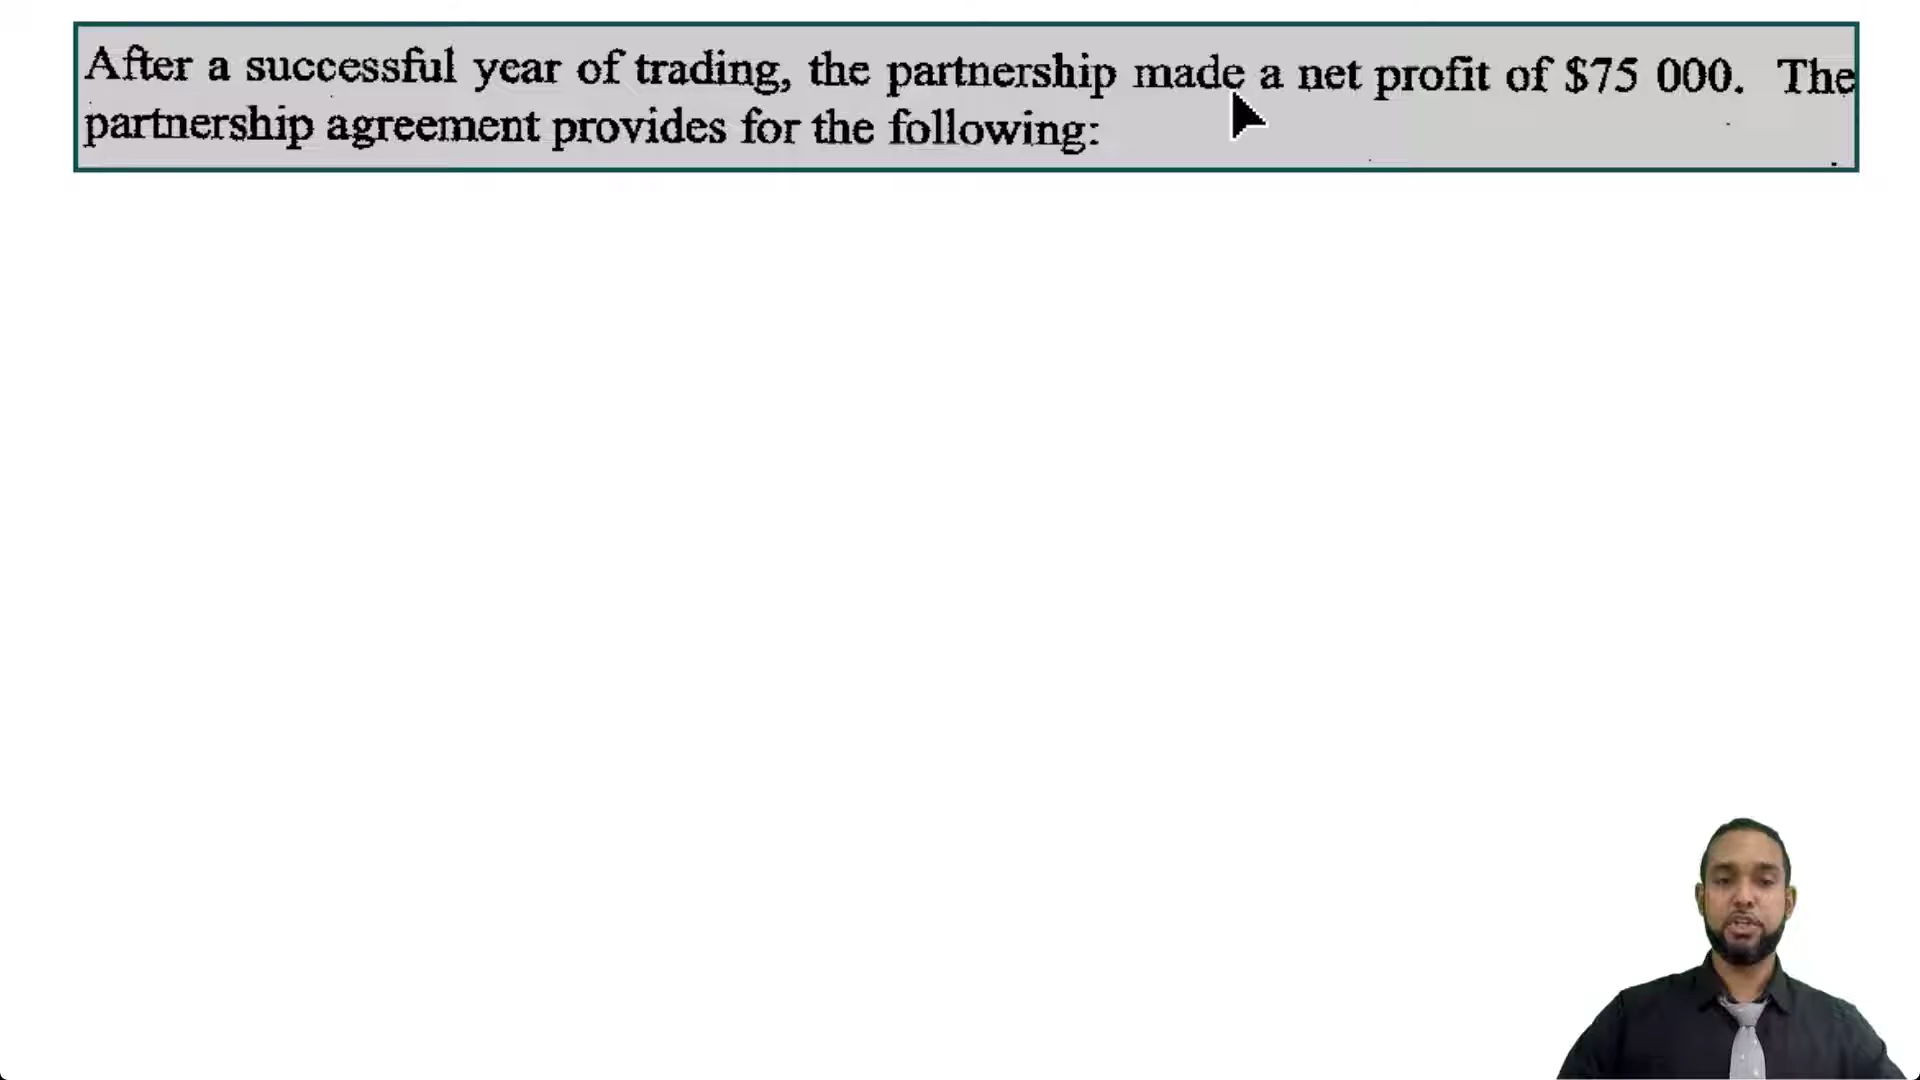 After a successful year of trading, the partnership made a net profit of $75 000. The
partnership agreement provides for the following: